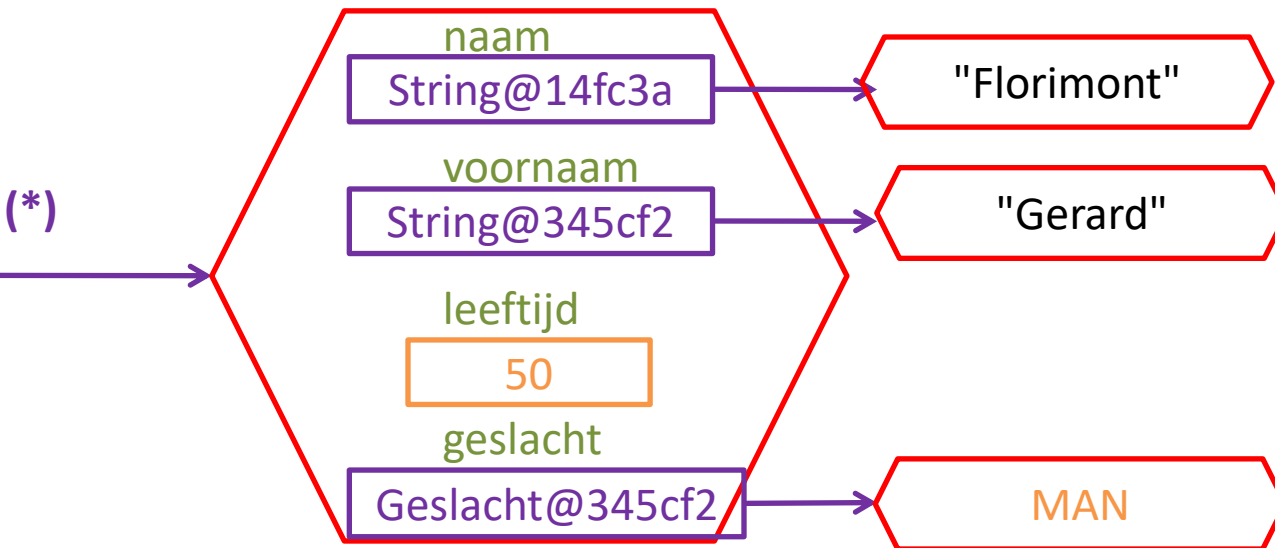 naam
String@14fc3a
"Florimont"
voornaam
(*)
String@345cf2
"Gerard"
leeftijd
50
geslacht
Geslacht@345cf2
MAN